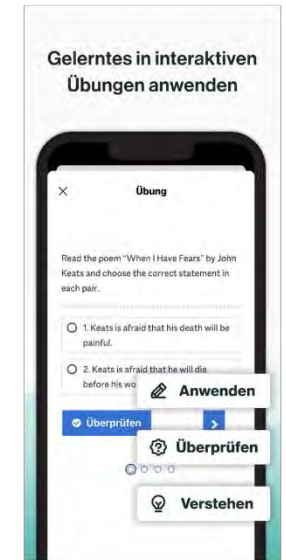 Gelerntes in interaktiven
Übungen anwenden
Übung
Read the poem "When I Have Fears" by John
Keats and choose the correct statement in
each pair.
1. Keats is afraid that his death will be
painful.
2. Keats is afraid that he will die
before his wo
Anwenden
Überprüfen
Überprüfen
Verstehen